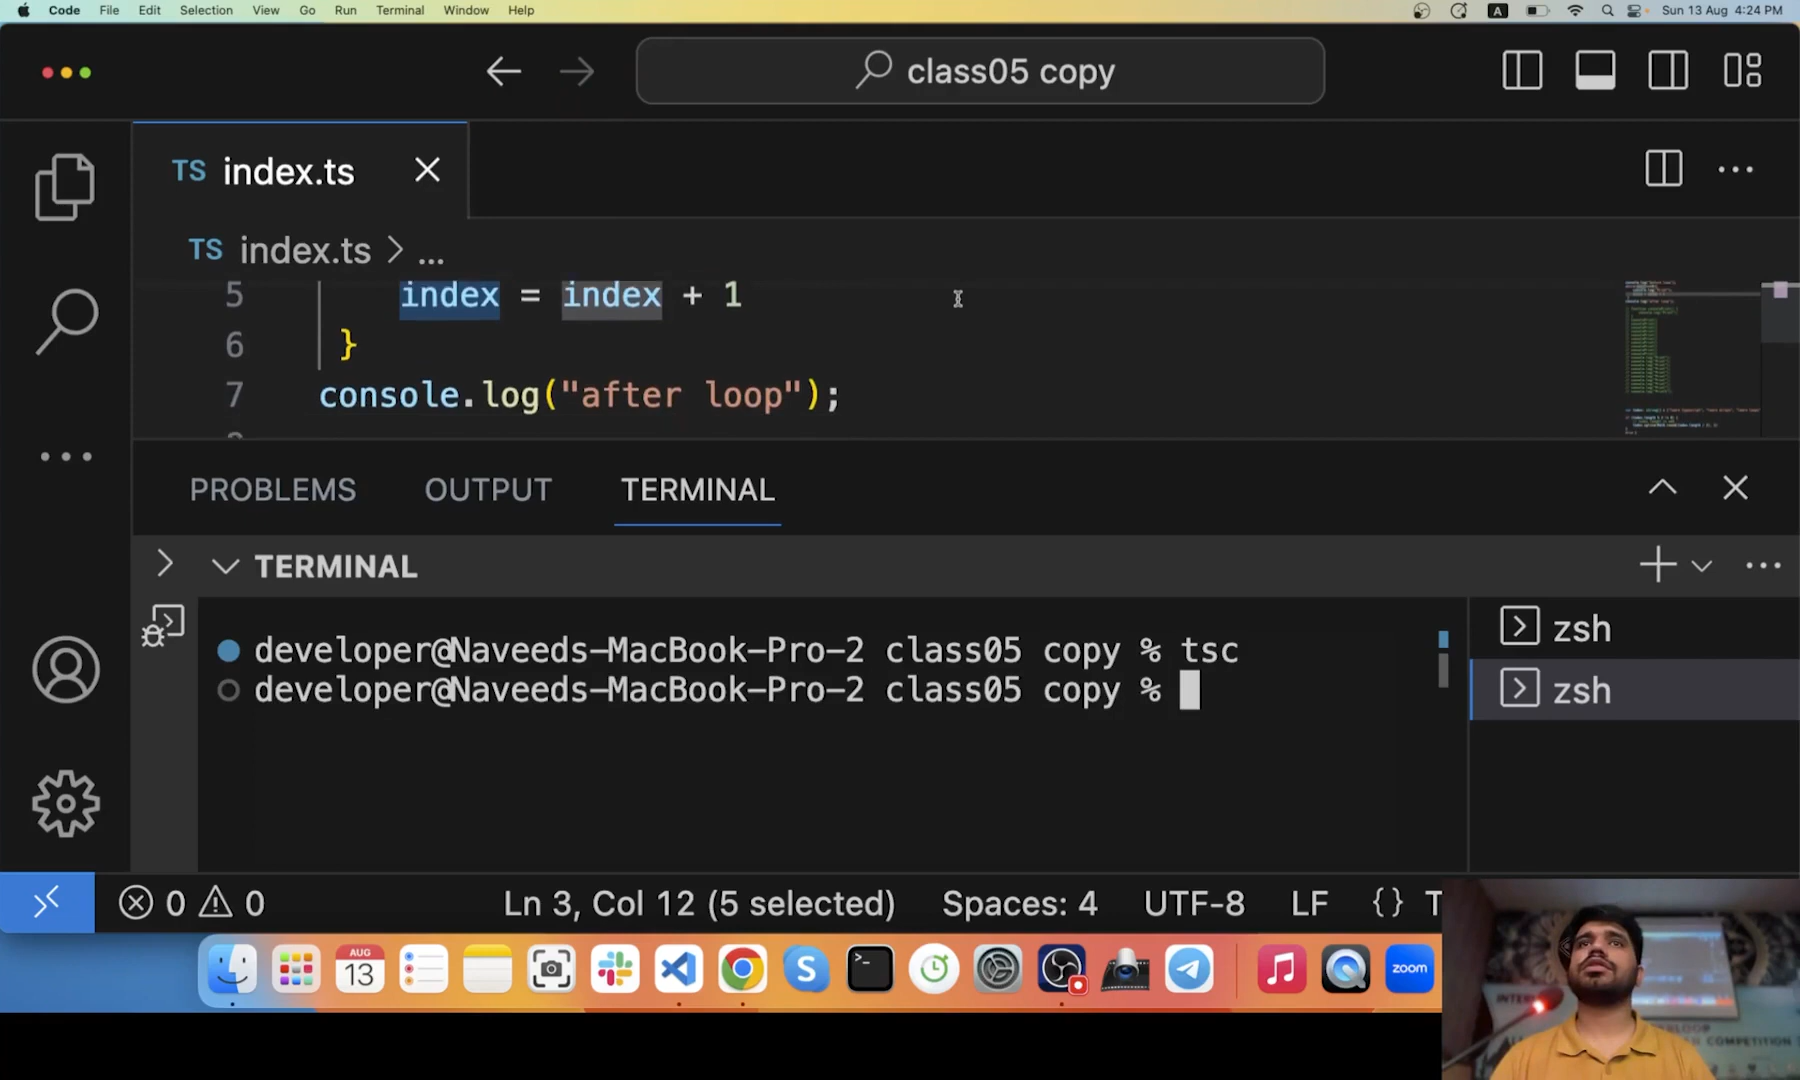 Code File Edit Selection View Go Run Terminal Window Help
A
Sun 13 Aug 4:24 PM
class05 copy
TS index.ts
TS index.ts > ...
5 index = index + 1
6 }
7 console.log("after loop");
PROBLEMS OUTPUT TERMINAL
TERMINAL
developer@Naveeds-MacBook-Pro-2 class05 copy % tsc
developer@Naveeds-MacBook-Pro-2 class05 copy %
zsh
zsh
0 0
Ln 3, Col 12 (5 selected)
Spaces: 4
UTF-8
LF
{} T
AUG
13
S
zoom
COMPETITION